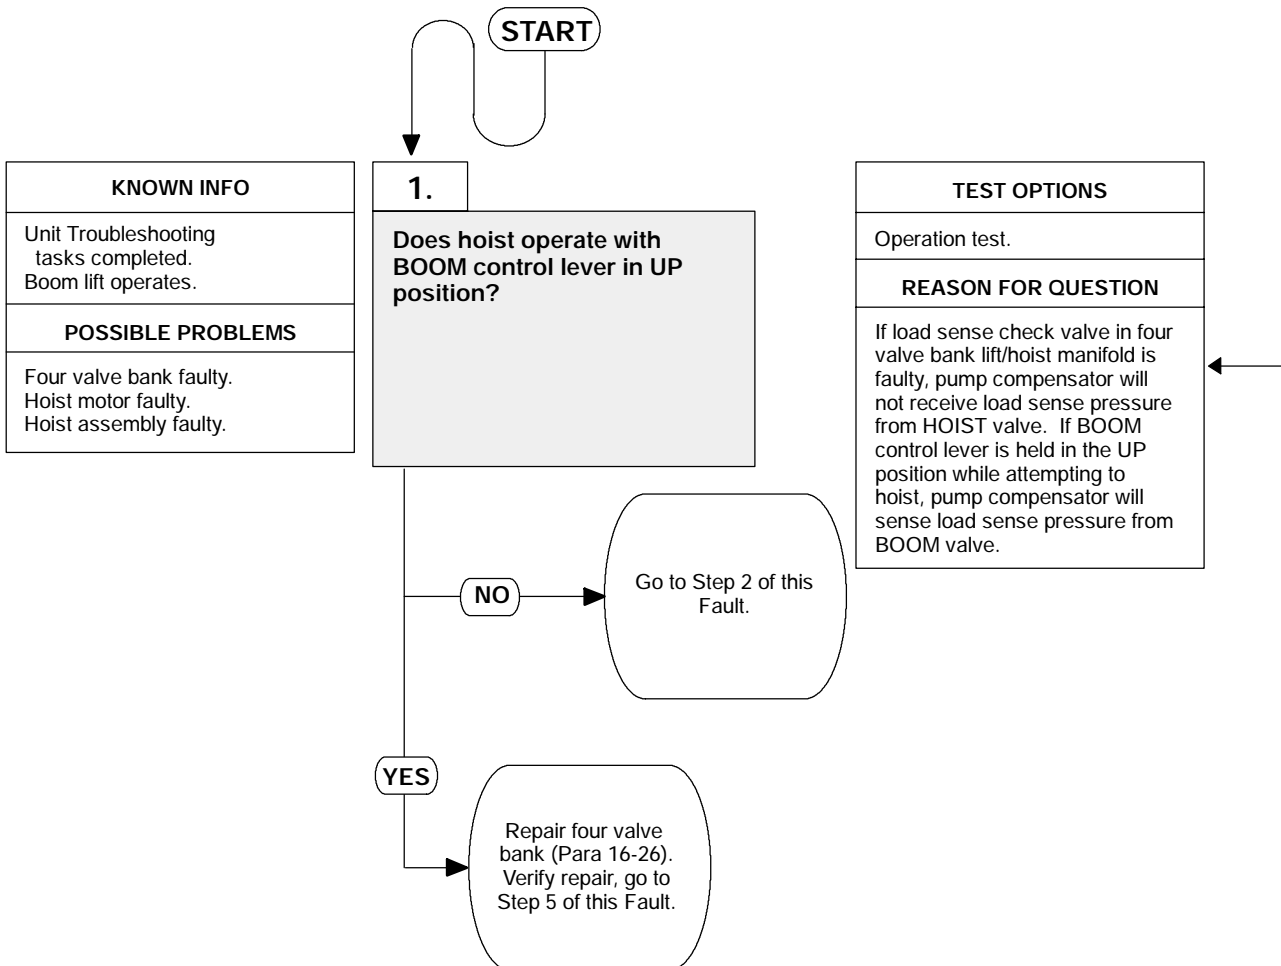 START
KNOWN INFO
Unit Troubleshooting
tasks completed.
Boom lift operates.
POSSIBLE PROBLEMS
Four valve bank faulty.
Hoist motor faulty.
Hoist assembly faulty.
1.
Does hoist operate with
BOOM control lever in UP
position?
TEST OPTIONS
Operation test.
REASON FOR QUESTION
If load sense check valve in four
valve bank lift/hoist manifold is
faulty, pump compensator will
not receive load sense pressure
from HOIST valve.  If BOOM
control lever is held in the UP
position while attempting to
hoist, pump compensator will
sense load sense pressure from
BOOM valve.
NO
Go to Step 2 of this
Fault.
YES
Repair four valve
bank (Para 16-26).
Verify repair, go to
Step 5 of this Fault.